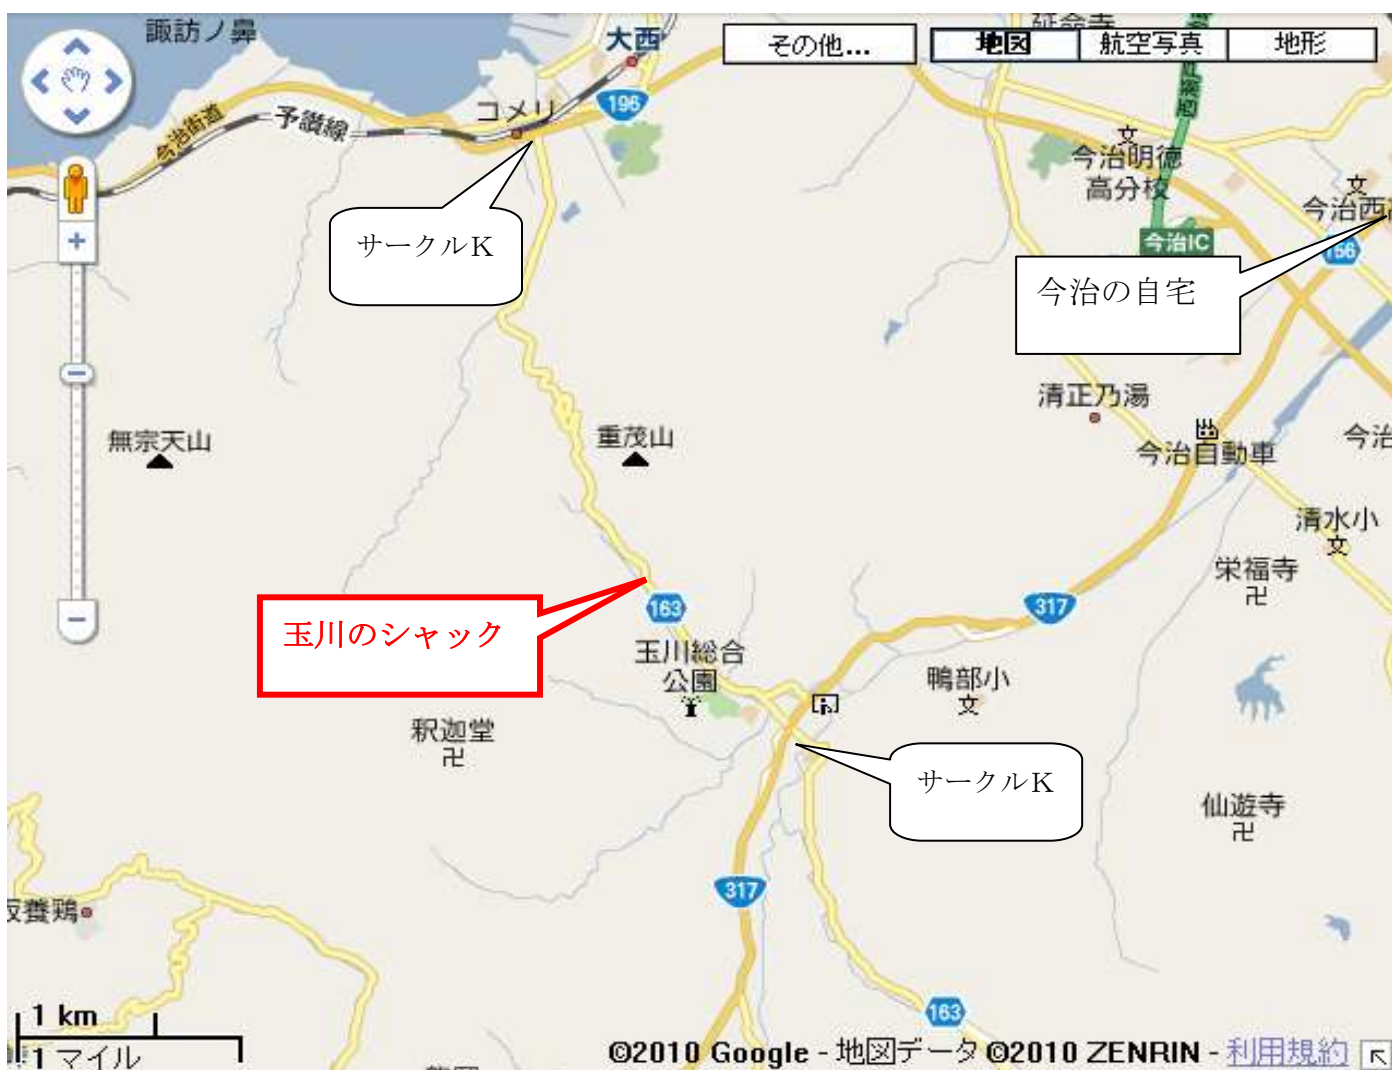 諏訪ノ鼻
大西
延命寺
その他...
地図
航空写真
地形
196
コメリ
予讃線
今治街道
今治明徳
高分校
今治西高
サークルK
今治IC
156
今治の自宅
清正乃湯
無宗天山
重茂山
今治自動車
今治
清水小
栄福寺
玉川のシャック
163
317
玉川総合
公園
鴨部小
釈迦堂
サークルK
仙遊寺
317
養鶏
163
1 km
1 マイル
©2010 Google - 地図データ ©2010 ZENRIN - 利用規約